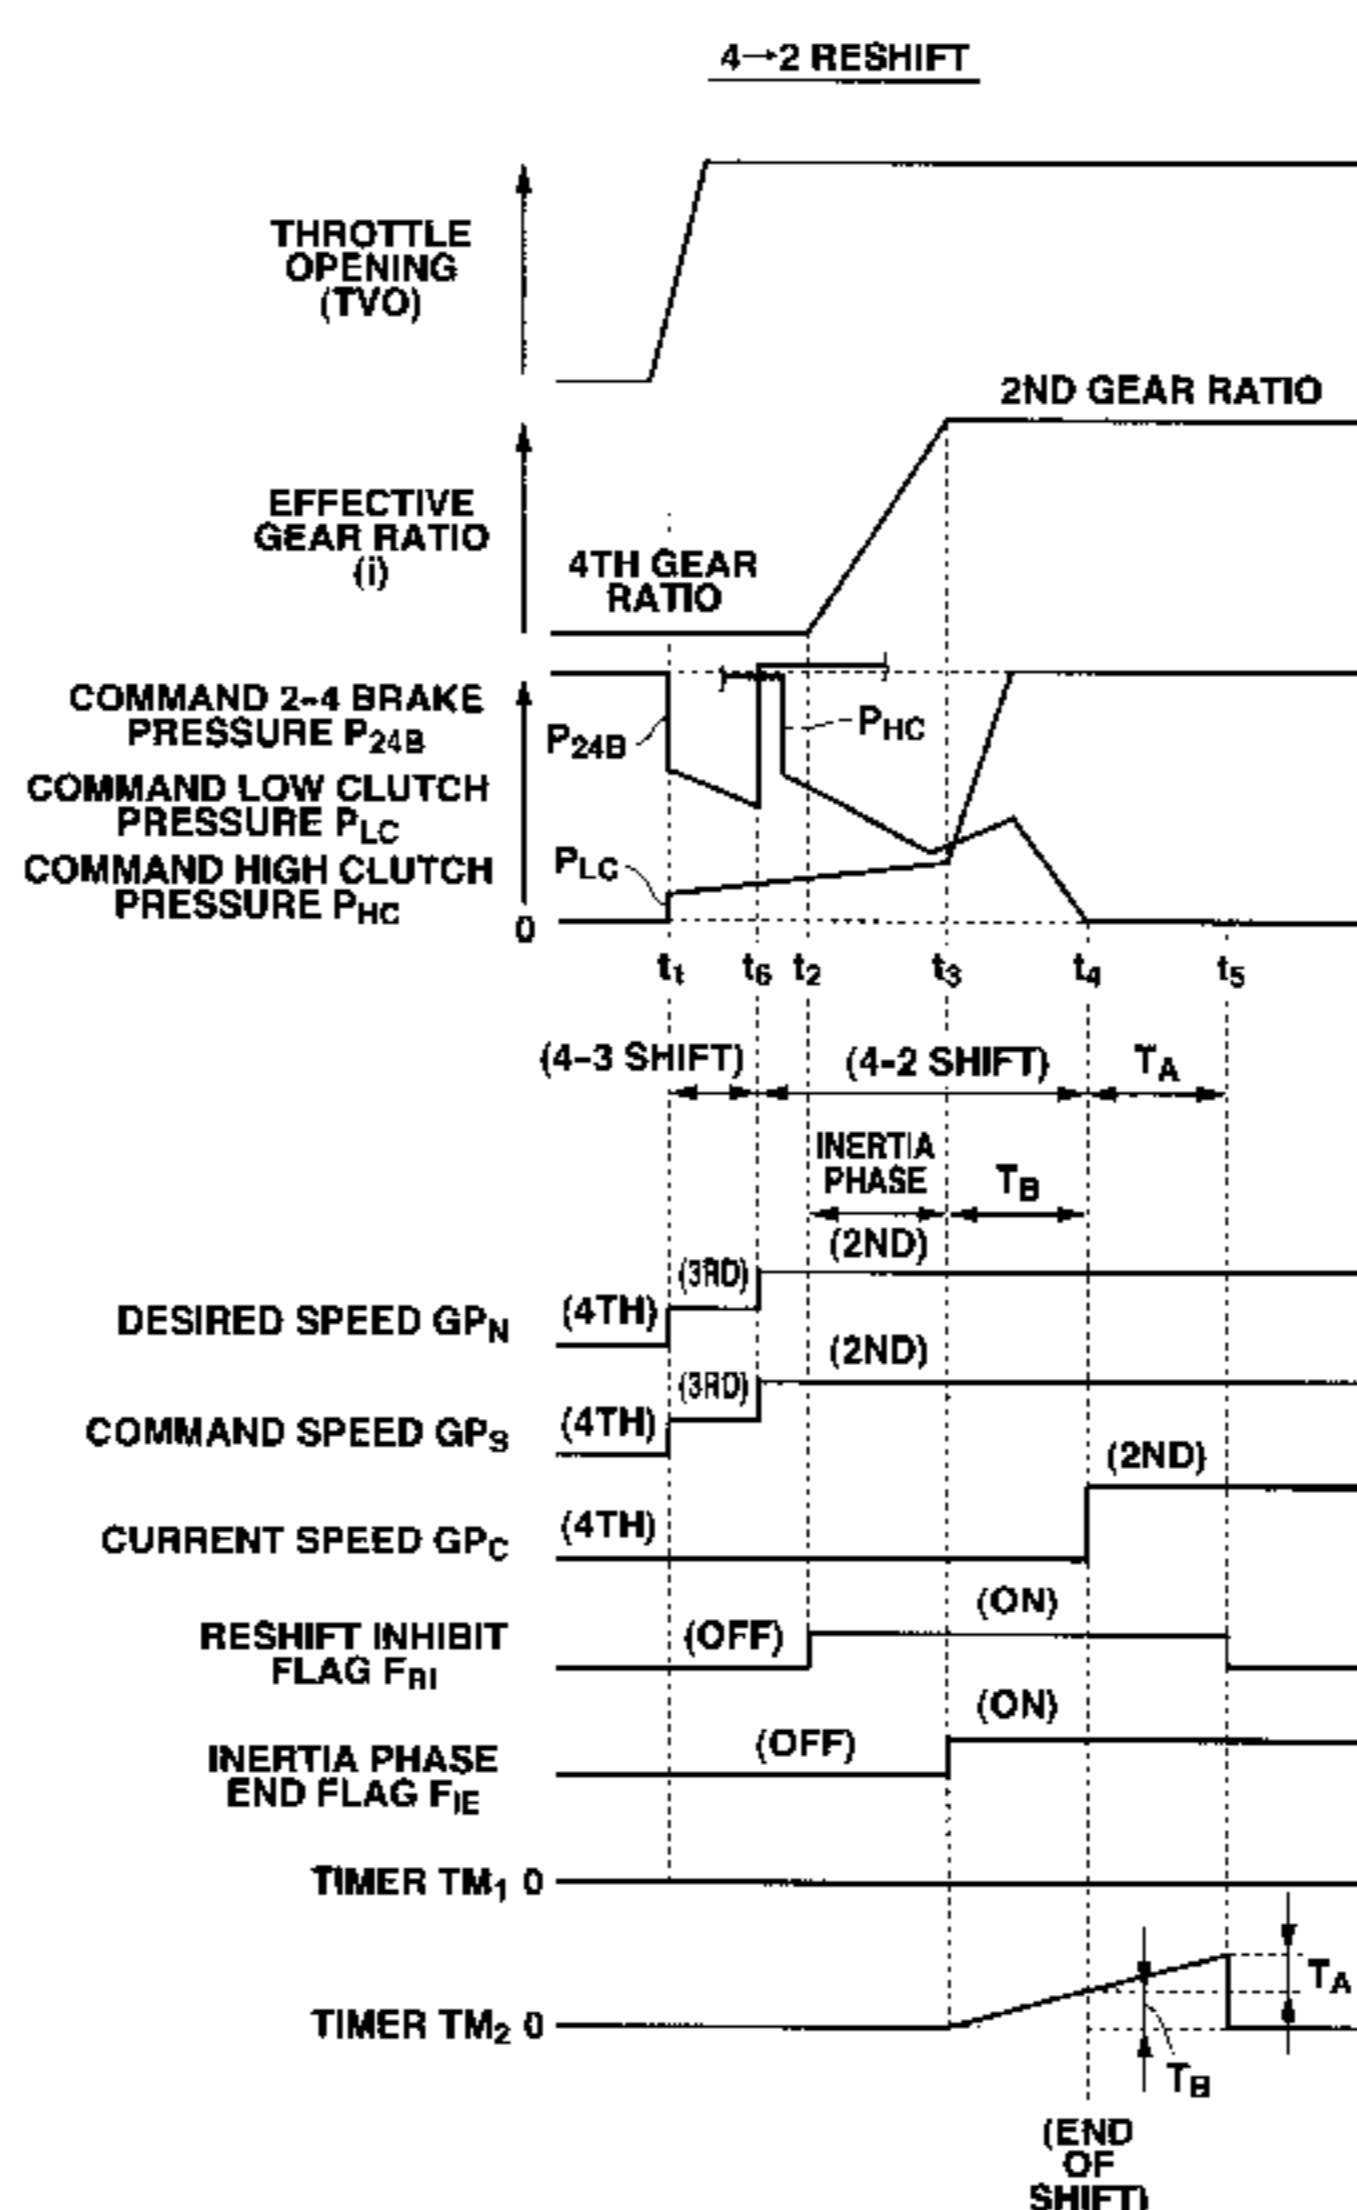 4→2 RESHIFT
THROTTLE
OPENING
(TVO)
2ND GEAR RATIO
EFFECTIVE
GEAR RATIO
(i)
4TH GEAR
RATIO
COMMAND 2-4 BRAKE
PRESSURE P24B
P24B
PHC
COMMAND LOW CLUTCH
PRESSURE PLC
COMMAND HIGH CLUTCH
PRESSURE PHC
PLC
0
t1 t6 t2 t3 t4 t5
(4-3 SHIFT) (4-2 SHIFT) TA
INERTIA
PHASE
TB
(2ND)
(3RD)
DESIRED SPEED GPN (4TH)
(2ND)
(3RD)
COMMAND SPEED GPS (4TH)
(2ND)
CURRENT SPEED GPC (4TH)
(ON)
RESHIFT INHIBIT
FLAG FRI
(OFF)
(ON)
(OFF)
INERTIA PHASE
END FLAG FIE
TIMER TM1 0
TA
TIMER TM2 0
TB
(END
OF
SHIFT)